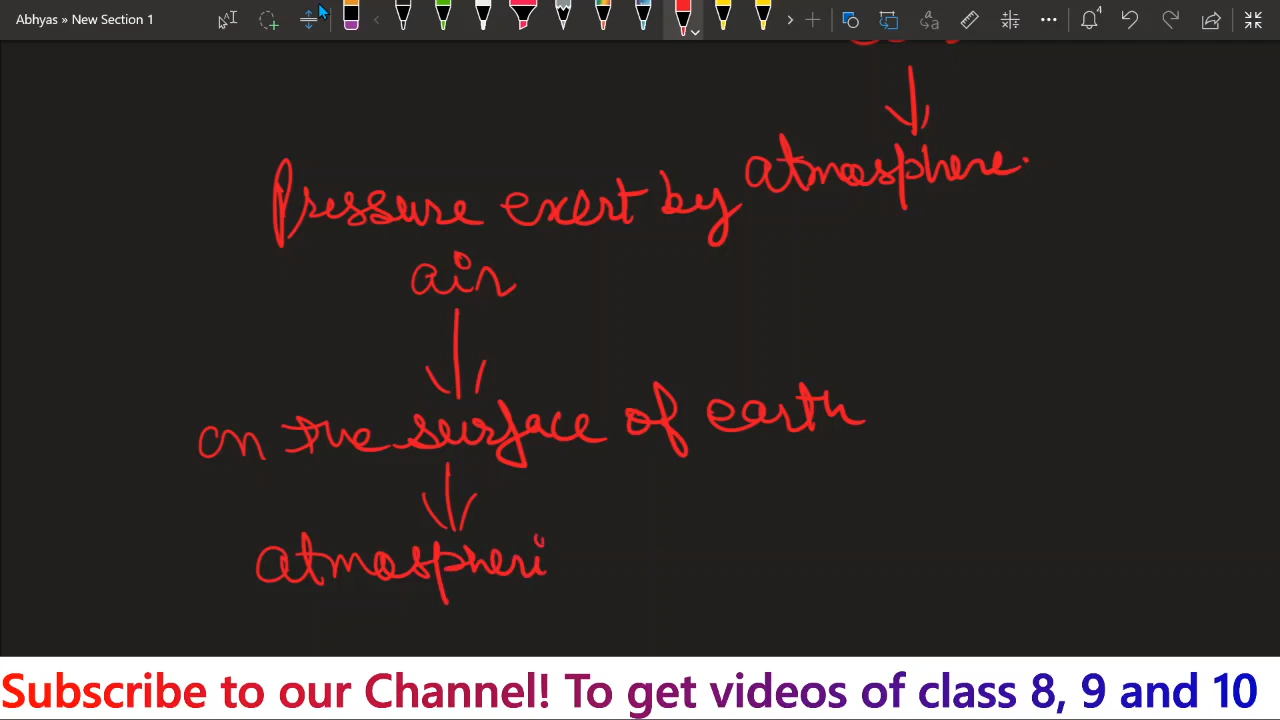 Abhyas » New Section 1
4
atmosphere.
Pressure exert by
air
on the surface of earth
atmospheri
Subscribe to our Channel! To get videos of class 8, 9 and 10